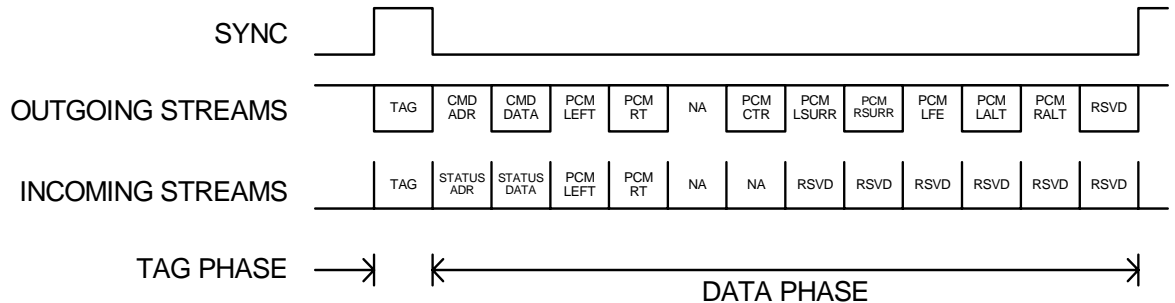 SYNC
OUTGOING STREAMS
TAG
CMD
ADR
CMD
DATA
PCM
LEFT
PCM
RT
NA
PCM
CTR
PCM
LSURR
PCM
RSURR
PCM
LFE
PCM
LALT
PCM
RALT
RSVD
INCOMING STREAMS
TAG
STATUS
ADR
STATUS
DATA
PCM
LEFT
PCM
RT
NA
NA
RSVD
RSVD
RSVD
RSVD
RSVD
RSVD
TAG PHASE
DATA PHASE